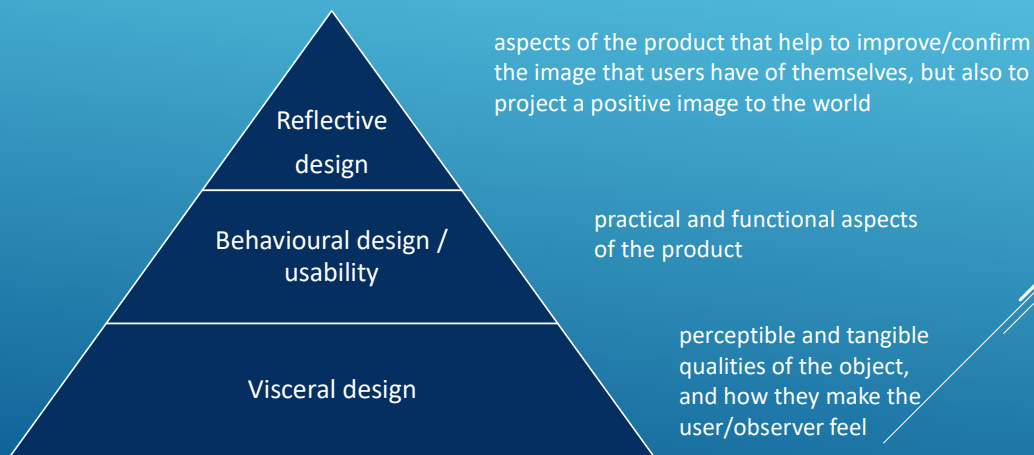 aspects of the product that help to improve/confirm
the image that users have of themselves, but also to
project a positive image to the world
Reflective
design
practical and functional aspects
of the product
Behavioural design /
usability
perceptible and tangible
qualities of the object,
and how they make the
user/observer feel
Visceral design